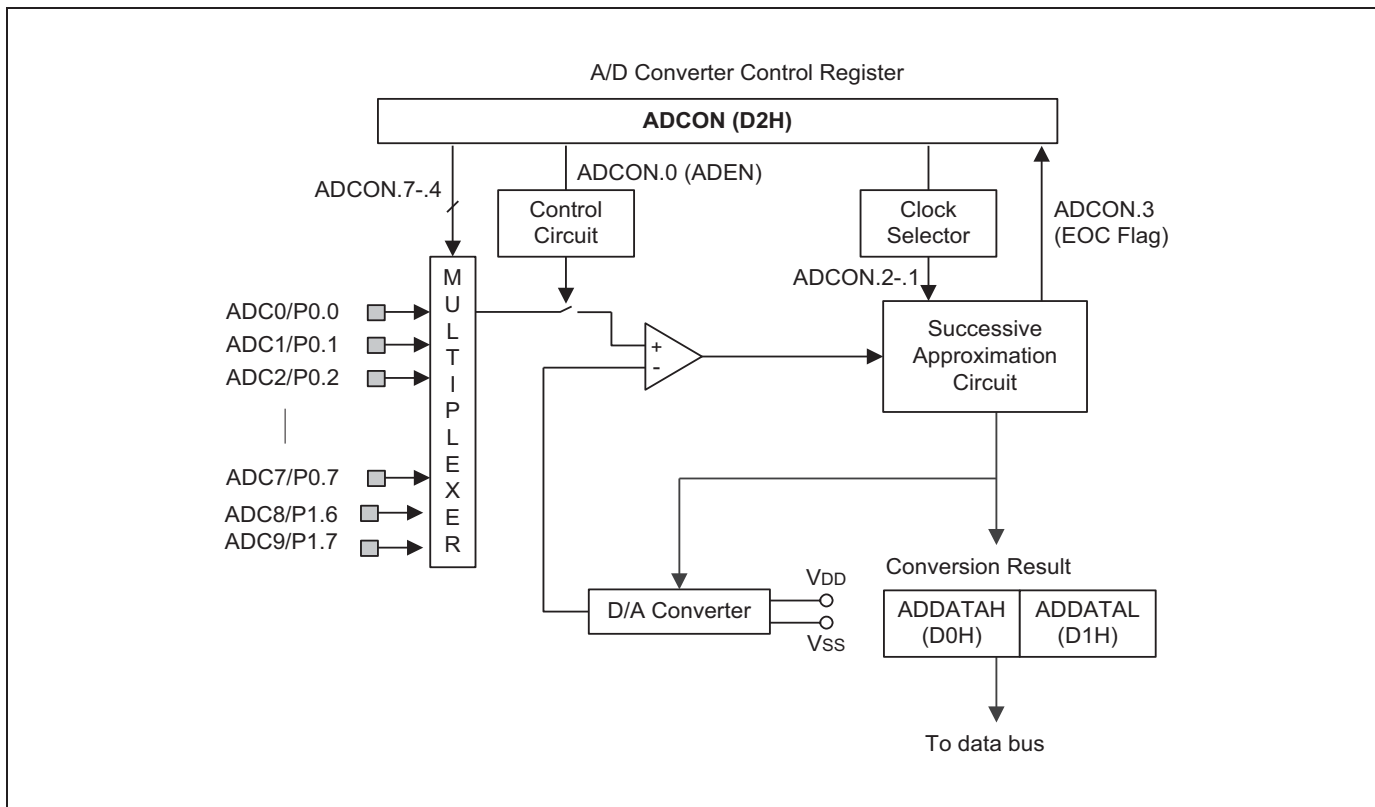 A/D Converter Control Register
ADCON (D2H)
ADCON.7-.4
ADCON.0 (ADEN)
Control
Circuit
Clock
Selector
ADCON.3
(EOC Flag)
ADCON.2-.1
MULTIPLEXER
ADC0/P0.0
ADC1/P0.1
ADC2/P0.2
ADC7/P0.7
ADC8/P1.6
ADC9/P1.7
+
-
Successive
Approximation
Circuit
D/A Converter
VDD
VSS
Conversion Result
ADDATAH
(D0H)
ADDATAL
(D1H)
To data bus